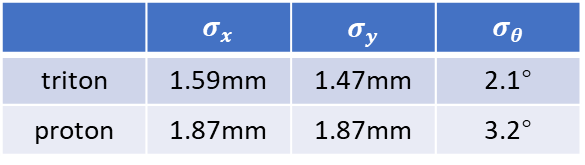 σx σy σθ
triton 1.59mm 1.47mm 2.1°
proton 1.87mm 1.87mm 3.2°